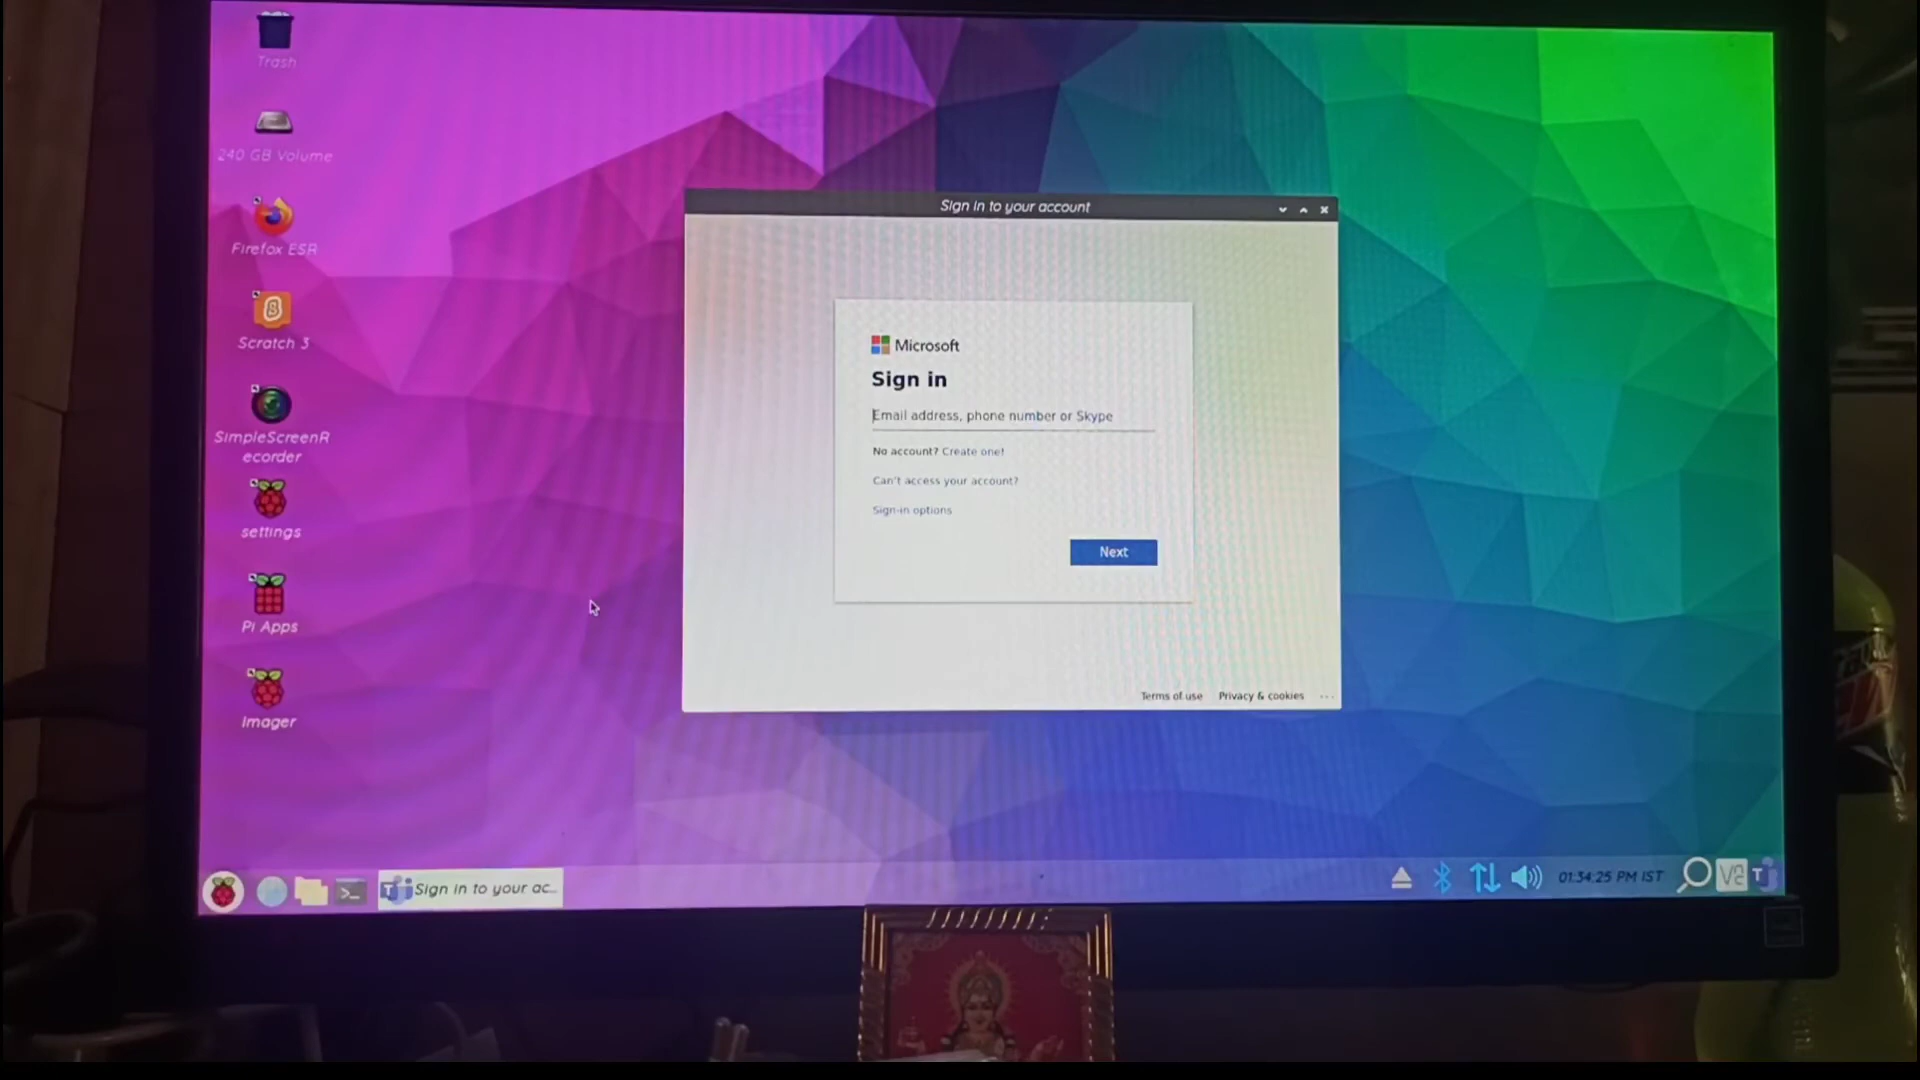 Trash
240 GB Volume
Firefox ESR
Scratch 3
SimpleScreenR
ecorder
settings
Pi Apps
Imager
Sign in to your account
Microsoft
Sign in
Email address, phone number or Skype
No account? Create one!
Can't access your account?
Sign-in options
Next
Terms of use Privacy & cookies ...
Sign in to your ac...
01:34:25 PM IST